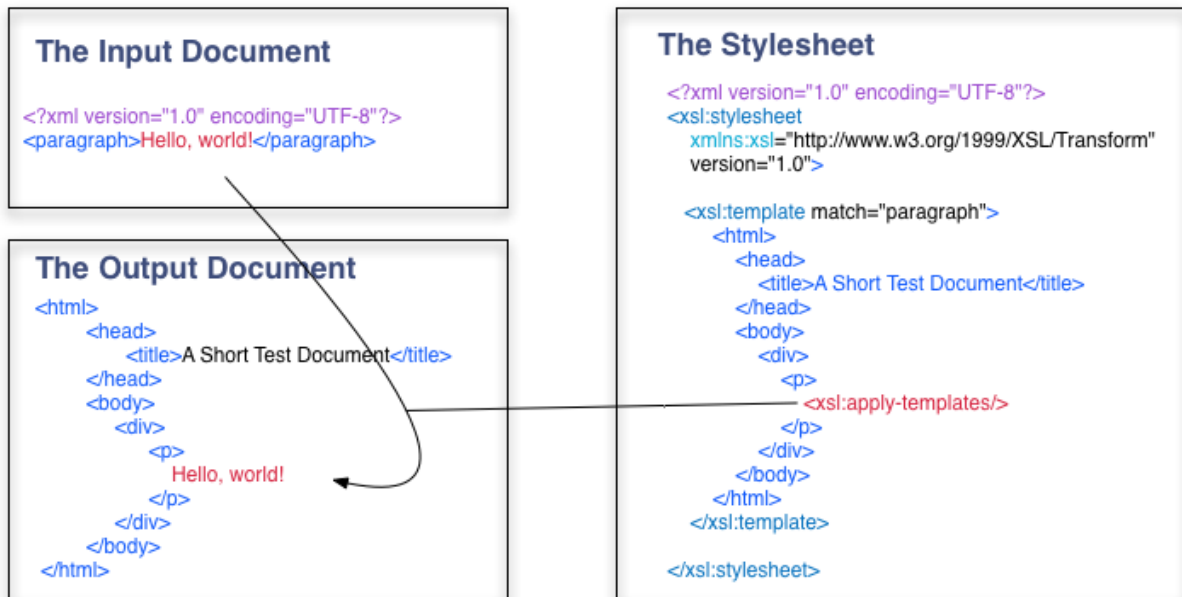 The Input Document
<?xml version="1.0" encoding="UTF-8"?>
<paragraph>Hello, world!</paragraph>
The Output Document
<html>
<head>
<title>A Short Test Document</title>
</head>
<body>
<div>
<p>
Hello, world!
</p>
</div>
</body>
</html>
The Stylesheet
<?xml version="1.0" encoding="UTF-8"?>
<xsl:stylesheet
xmlns:xsl="http://www.w3.org/1999/XSL/Transform"
version="1.0">
<xsl:template match="paragraph">
<html>
<head>
<title>A Short Test Document</title>
</head>
<body>
<div>
<p>
<xsl:apply-templates/>
</p>
</div>
</body>
</html>
</xsl:template>
</xsl:stylesheet>